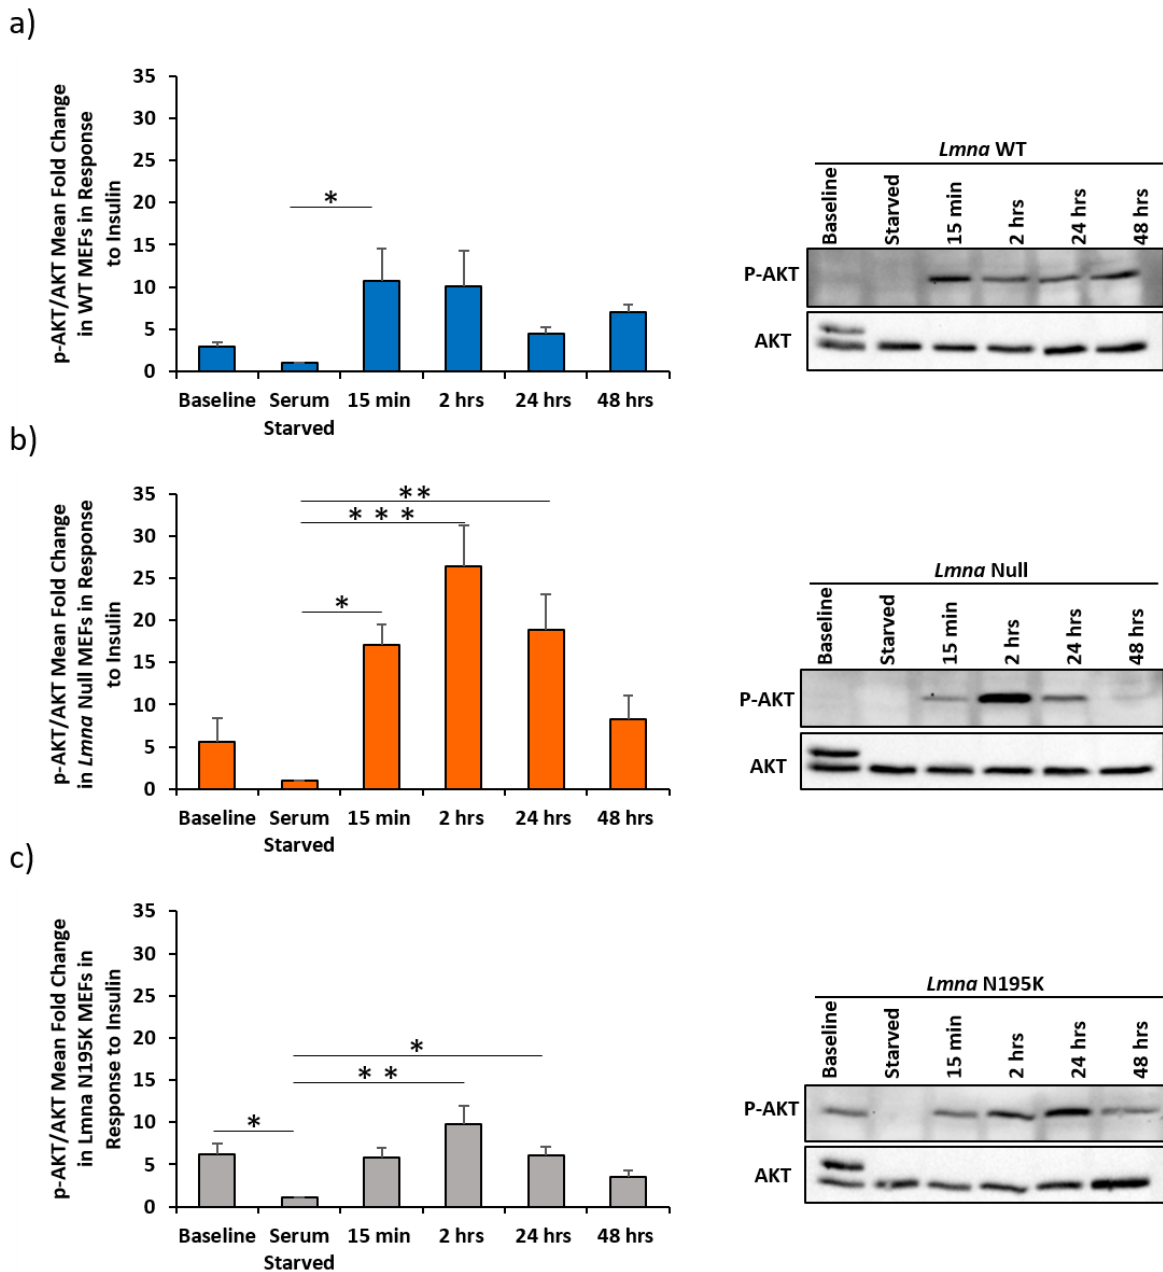 a)
p-AKT/AKT Mean Fold Change
in WT MEFs in Response
to Insulin
35
30
25
20
15
10
5
0
*
Baseline
Serum
Starved
15 min
2 hrs
24 hrs
48 hrs
Lmna WT
Baseline
Starved
15 min
2 hrs
24 hrs
48 hrs
P-AKT
AKT
b)
p-AKT/AKT Mean Fold Change
in Lmna Null MEFs in Response
to Insulin
35
30
25
20
15
10
5
0
**
* * *
*
Baseline
Serum
Starved
15 min
2 hrs
24 hrs
48 hrs
Lmna Null
Baseline
Starved
15 min
2 hrs
24 hrs
48 hrs
P-AKT
AKT
c)
p-AKT/AKT Mean Fold Change
in Lmna N195K MEFs in
Response to Insulin
35
30
25
20
15
10
5
0
*
* *
*
Baseline
Serum
Starved
15 min
2 hrs
24 hrs
48 hrs
Lmna N195K
Baseline
Starved
15 min
2 hrs
24 hrs
48 hrs
P-AKT
AKT